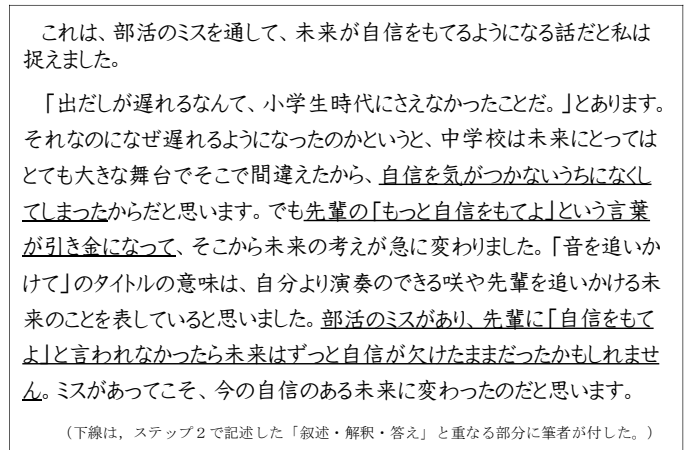 これは、部活のミスを通して、未来が自信をもてるようになる話だと私は
捉えました。
「出だしが遅れるなんて、小学生時代にさえなかったことだ。」とあります。
それなのになぜ遅れるようになったのかというと、中学校は未来にとっては
とても大きな舞台でそこで間違えたから、自信を気がつかないうちになくし
てしまったからだと思います。でも先輩の「もっと自信をもてよ」という言葉
が引き金になって、そこから未来の考えが急に変わりました。「音を追いか
けて」のタイトルの意味は、自分より演奏のできる咲や先輩を追いかける未
来のことを表していると思いました。部活のミスがあり、先輩に「自信をもて
よ」と言われなかったら未来はずっと自信が欠けたままだったかもしれませ
ん。ミスがあってこそ、今の自信のある未来に変わったのだと思います。
（下線は，ステップ２で記述した「叙述・解釈・答え」と重なる部分に筆者が付した。）